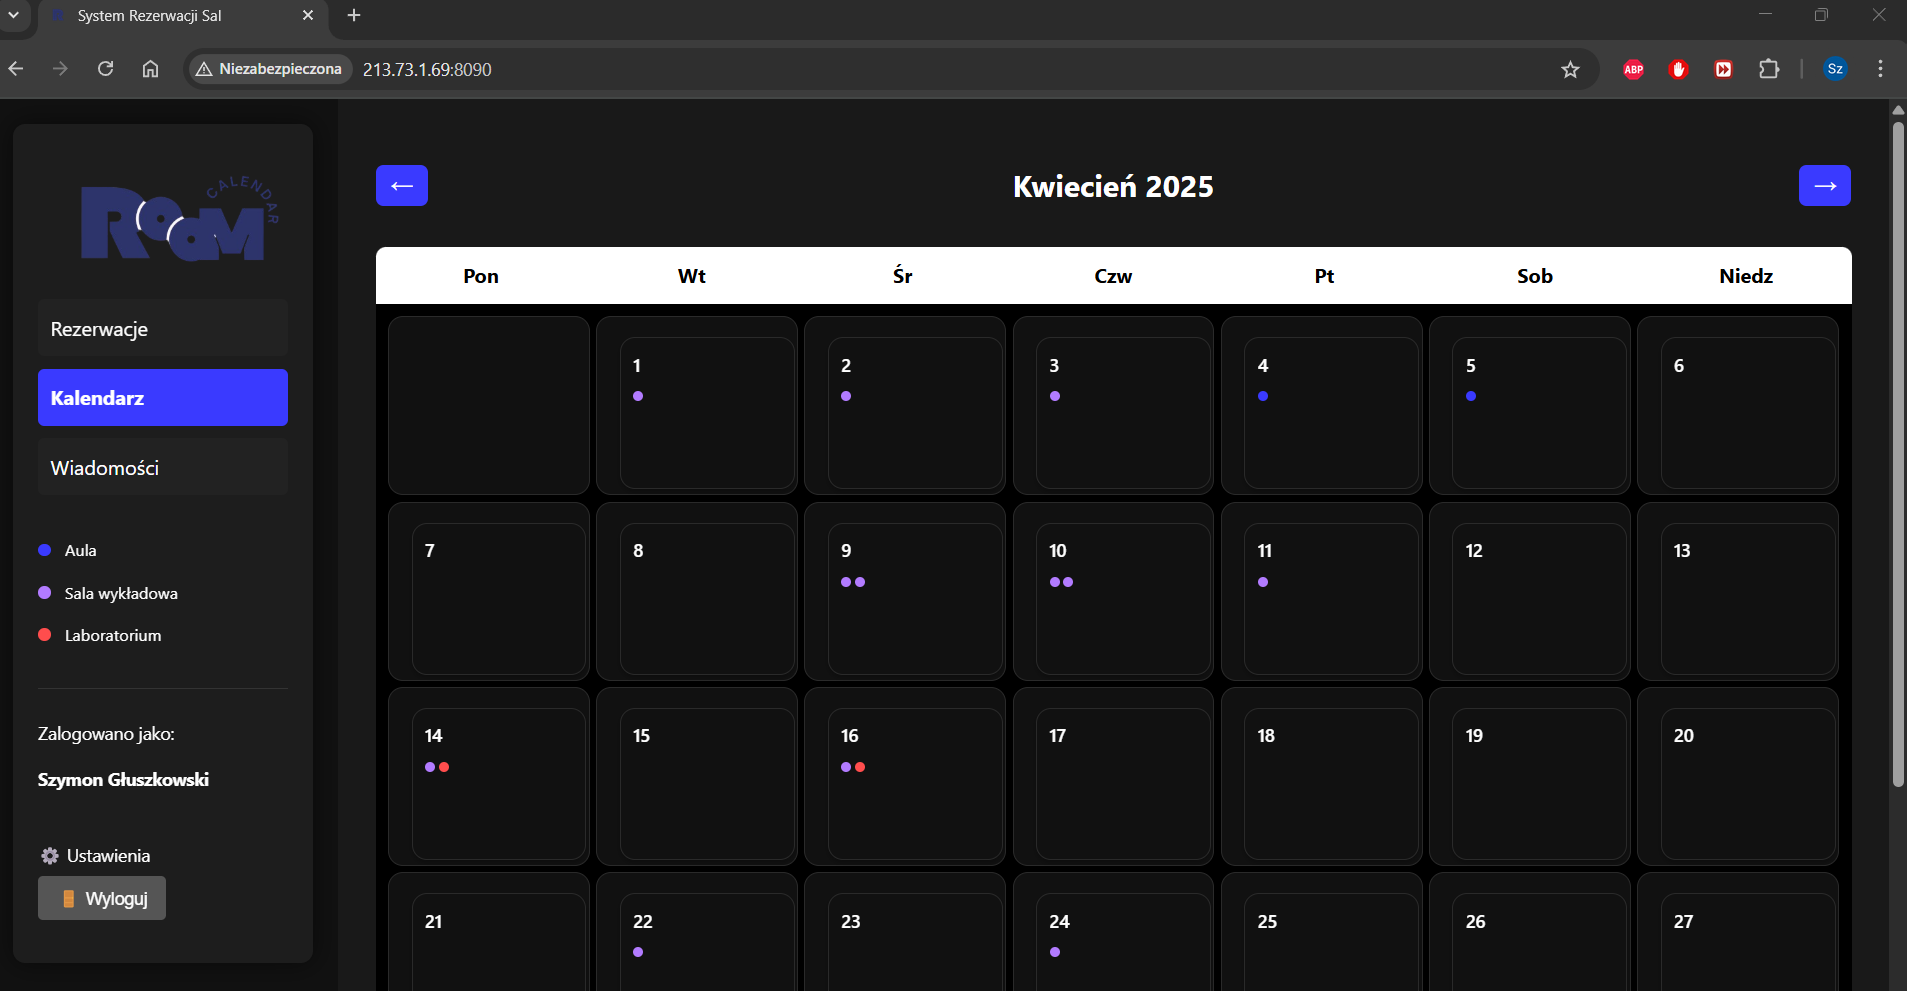 System Rezerwacji Sal
Niezabezpieczona 213.73.1.69:8090
ABP
Sz
ROOM CALENDAR
Rezerwacje
Kalendarz
Wiadomości
Aula
Sala wykładowa
Laboratorium
Zalogowano jako:
Szymon Głuszkowski
Ustawienia
Wyloguj
← Kwiecień 2025 →
Pon Wt Śr Czw Pt Sob Niedz
1 2 3 4 5 6
7 8 9 10 11 12 13
14 15 16 17 18 19 20
21 22 23 24 25 26 27